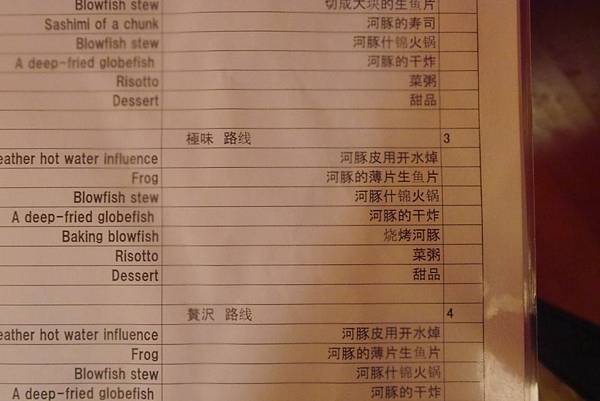 Blowfish stew 切成大块的生鱼片
Sashimi of a chunk 河豚的寿司
Blowfish stew 河豚什锦火锅
A deep-fried globefish 河豚的干炸
Risotto 菜粥
Dessert 甜品
極味 路线 3
eather hot water influence 河豚皮用开水焯
Frog 河豚的薄片生鱼片
Blowfish stew 河豚什锦火锅
A deep-fried globefish 河豚的干炸
Baking blowfish 烧烤河豚
Risotto 菜粥
Dessert 甜品
贅沢 路线 4
eather hot water influence 河豚皮用开水焯
Frog 河豚的薄片生鱼片
Blowfish stew 河豚什锦火锅
A deep-fried globefish 河豚的干炸